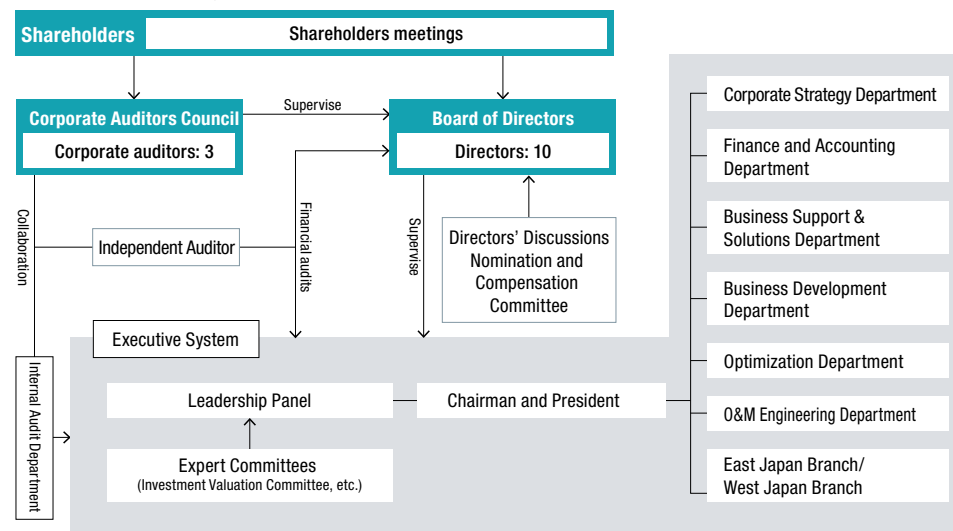 Shareholders
Shareholders meetings
Corporate Auditors Council
Corporate auditors: 3
Supervise
Board of Directors
Directors: 10
Collaboration
Independent Auditor
Financial audits
Supervise
Directors’ Discussions
Nomination and
Compensation
Committee
Executive System
Internal Audit Department
Leadership Panel
Chairman and President
Expert Committees
(Investment Valuation Committee, etc.)
Corporate Strategy Department
Finance and Accounting
Department
Business Support &
Solutions Department
Business Development
Department
Optimization Department
O&M Engineering Department
East Japan Branch/
West Japan Branch